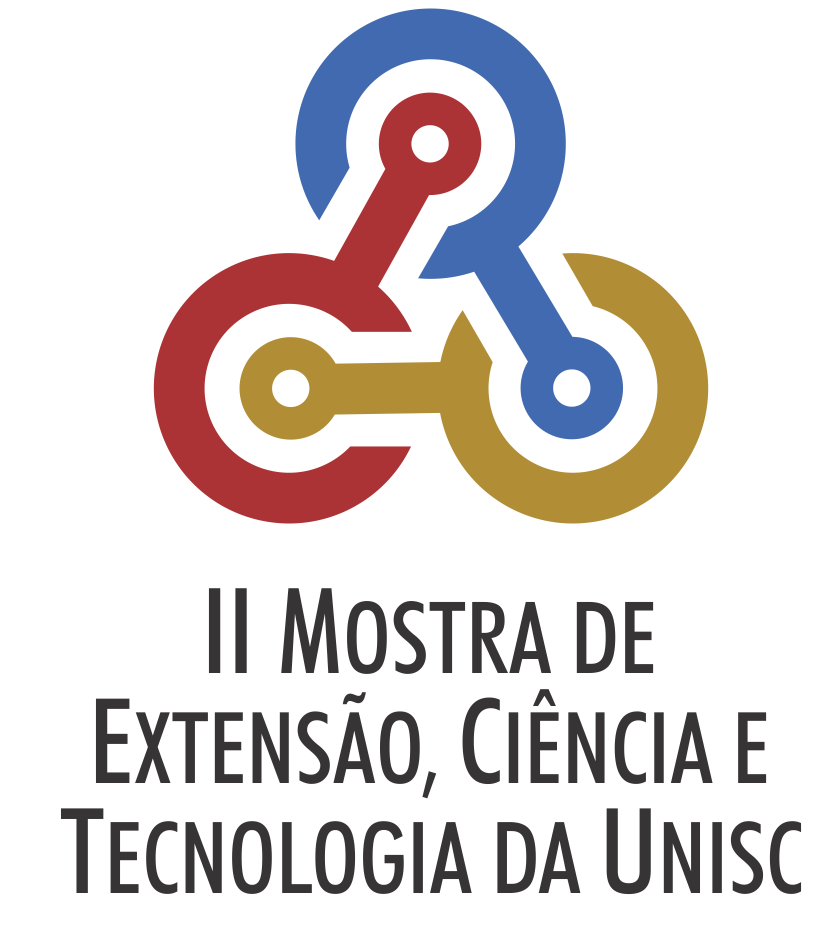 II MOSTRA DE
EXTENSÃO, CIÊNCIA E
TECNOLOGIA DA UNISC